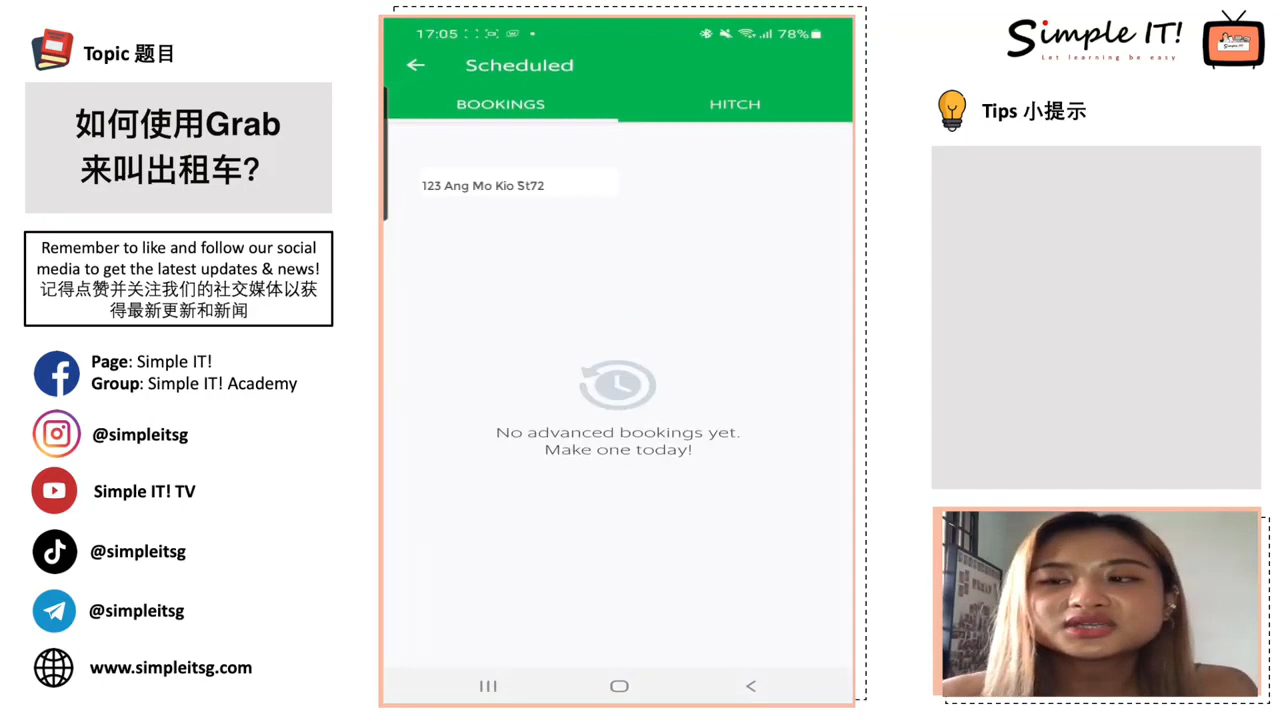 Topic 题目
如何使用Grab
来叫出租车?
Remember to like and follow our social
media to get the latest updates & news!
记得点赞并关注我们的社交媒体以获
得最新更新和新闻
Page: Simple IT!
Group: Simple IT! Academy
@simpleitsg
Simple IT! TV
@simpleitsg
@simpleitsg
www.simpleitsg.com
17:05
78%
Scheduled
BOOKINGS
HITCH
123 Ang Mo Kio St72
No advanced bookings yet.
Make one today!
Simple IT!
Let learning be easy
Tips 小提示